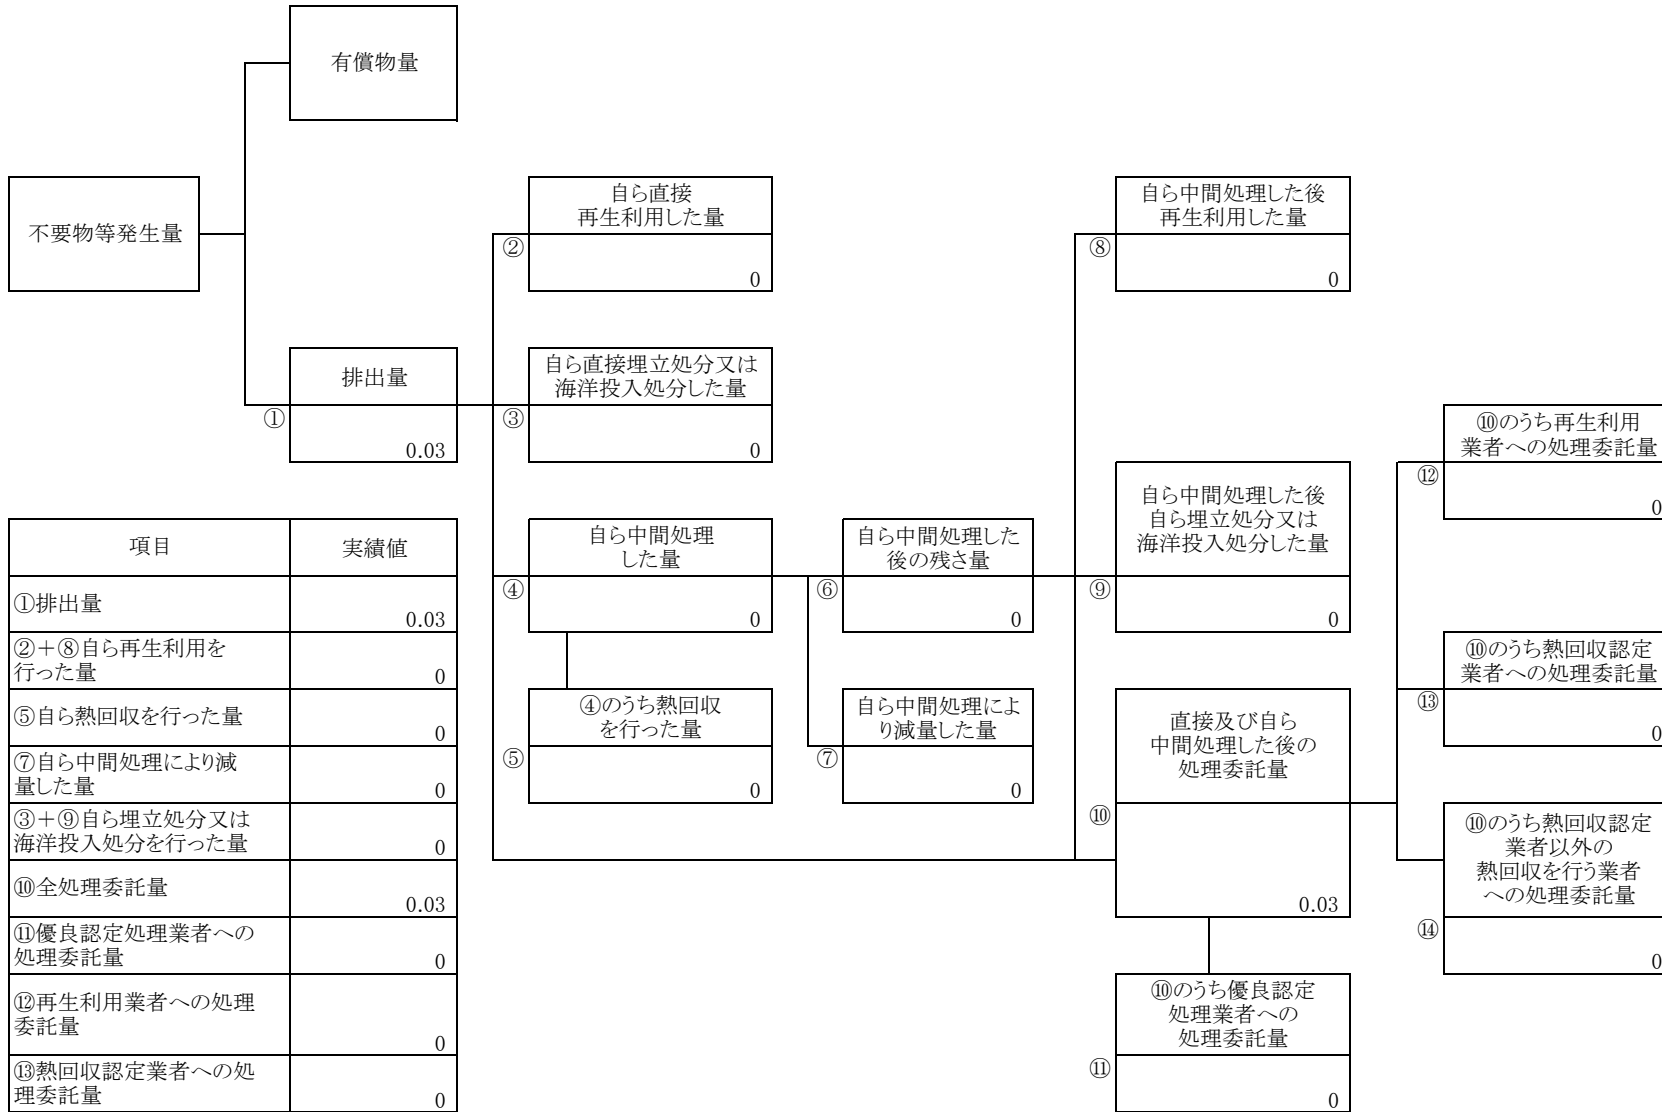 有償物量
不要物等発生量
自ら直接
再生利用した量
②
0
自ら中間処理した後
再生利用した量
⑧
0
排出量
①
0.03
自ら直接埋立処分又は
海洋投入処分した量
③
0
⑩のうち再生利用
業者への処理委託量
⑫
0
自ら中間処理
した量
④
0
自ら中間処理した
後の残さ量
⑥
0
自ら中間処理した後
自ら埋立処分又は
海洋投入処分した量
⑨
0
⑩のうち熱回収認定
業者への処理委託量
⑬
0
④のうち熱回収
を行った量
⑤
0
自ら中間処理によ
り減量した量
⑦
0
直接及び自ら
中間処理した後の
処理委託量
⑩
0.03
⑩のうち熱回収認定
業者以外の
熱回収を行う業者
への処理委託量
⑭
0
⑩のうち優良認定
処理業者への
処理委託量
⑪
0
項目
実績値
①排出量
0.03
②＋⑧自ら再生利用を
行った量
0
⑤自ら熱回収を行った量
0
⑦自ら中間処理により減
量した量
0
③＋⑨自ら埋立処分又は
海洋投入処分を行った量
0
⑩全処理委託量
0.03
⑪優良認定処理業者への
処理委託量
0
⑫再生利用業者への処理
委託量
0
⑬熱回収認定業者への処
理委託量
0